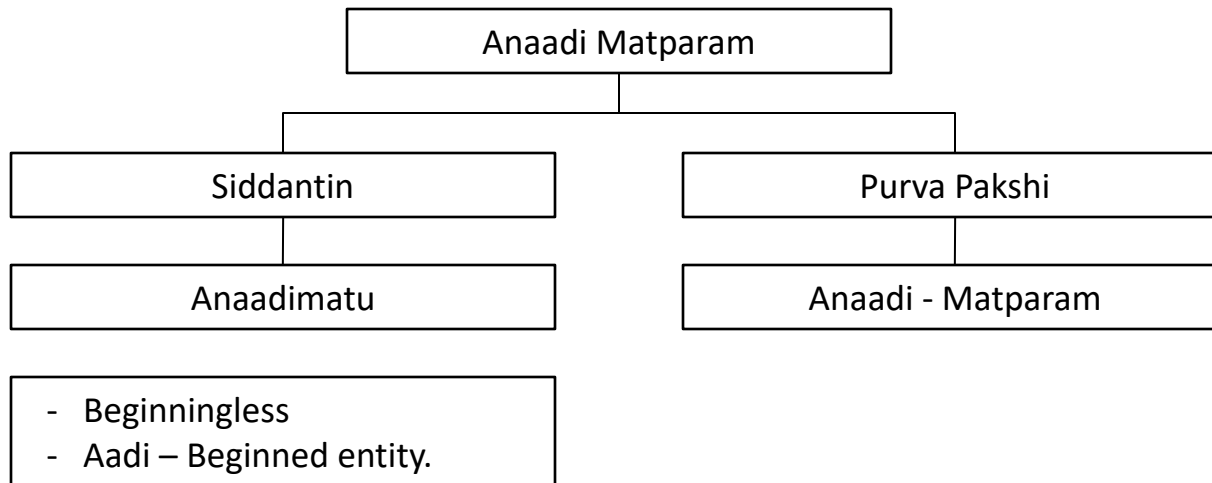 Anaadi Matparam
Siddantin
Purva Pakshi
Anaadimatu
Anaadi - Matparam
- Beginningless
- Aadi – Beginned entity.